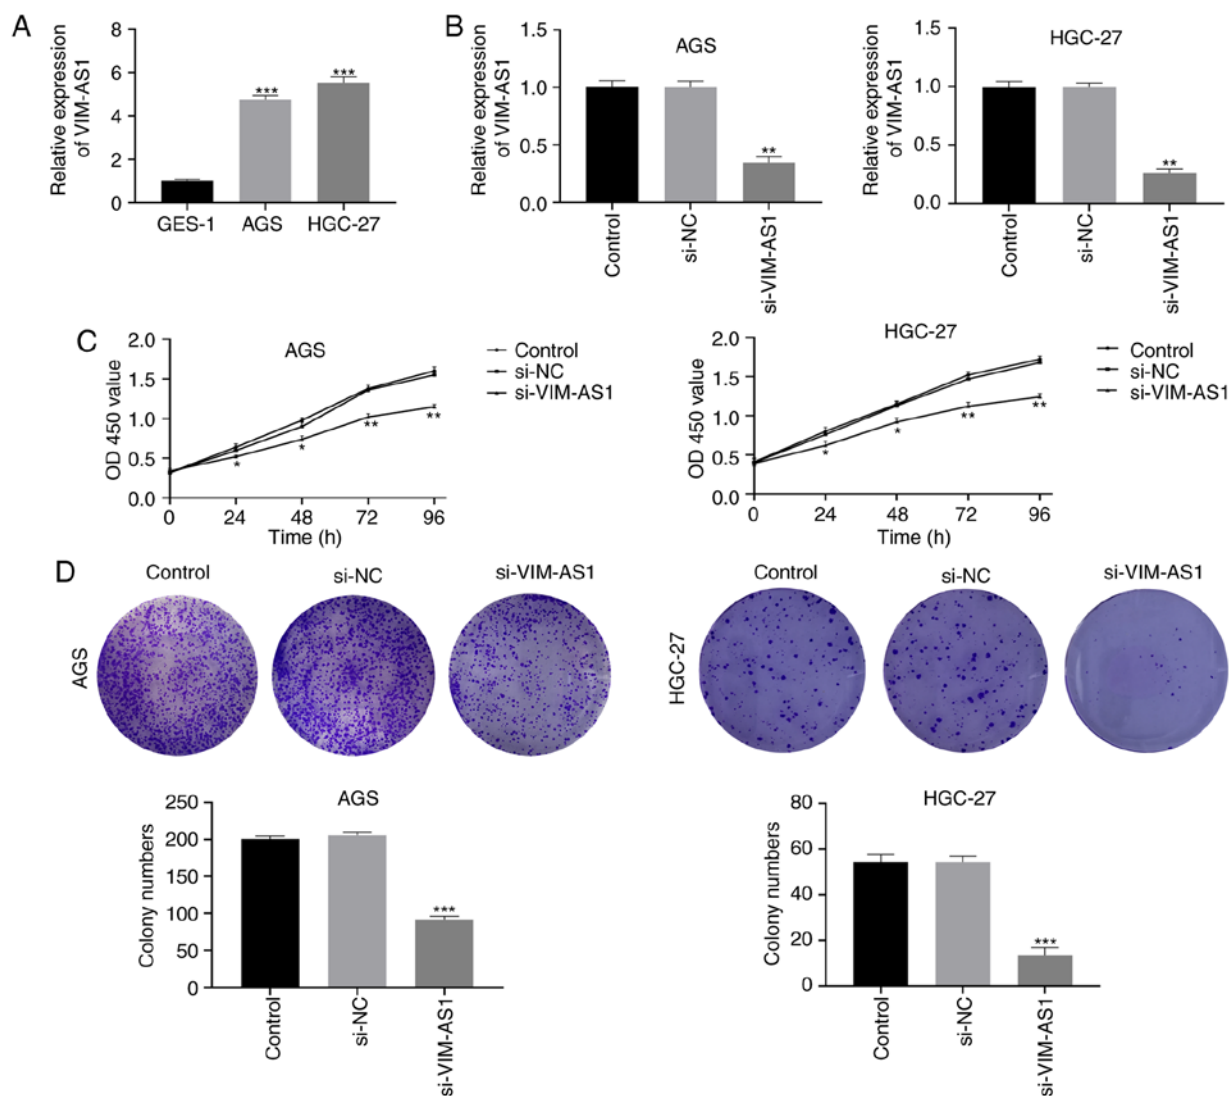 A
Relative expression
of VIM-AS1
8
6
4
2
0
***
***
GES-1 AGS HGC-27
B
AGS
Relative expression
of VIM-AS1
1.5
1.0
0.5
0.0
**
Control
si-NC
si-VIM-AS1
HGC-27
Relative expression
of VIM-AS1
1.5
1.0
0.5
0.0
**
Control
si-NC
si-VIM-AS1
C
AGS
OD 450 value
2.0
1.5
1.0
0.5
0.0
* * ** **
0 24 48 72 96
Time (h)
Control
si-NC
si-VIM-AS1
HGC-27
OD 450 value
2.0
1.5
1.0
0.5
0.0
* * ** **
0 24 48 72 96
Time (h)
Control
si-NC
si-VIM-AS1
D
Control si-NC si-VIM-AS1
AGS
Control si-NC si-VIM-AS1
HGC-27
AGS
Colony numbers
250
200
150
100
50
0
***
Control
si-NC
si-VIM-AS1
HGC-27
Colony numbers
80
60
40
20
0
***
Control
si-NC
si-VIM-AS1